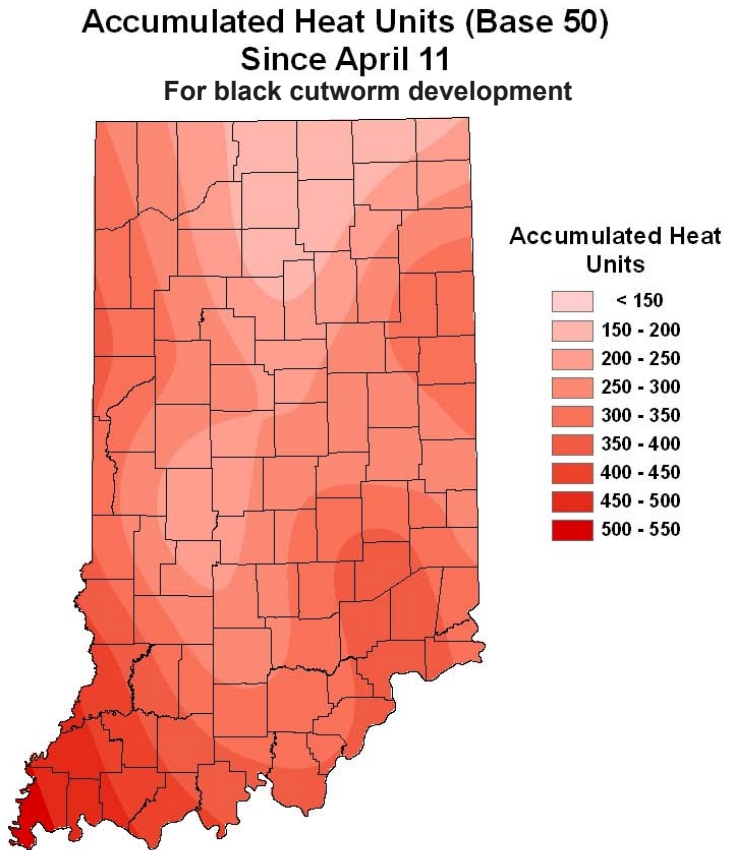 Accumulated Heat Units (Base 50)
Since April 11
For black cutworm development
Accumulated Heat
Units
< 150
150 - 200
200 - 250
250 - 300
300 - 350
350 - 400
400 - 450
450 - 500
500 - 550